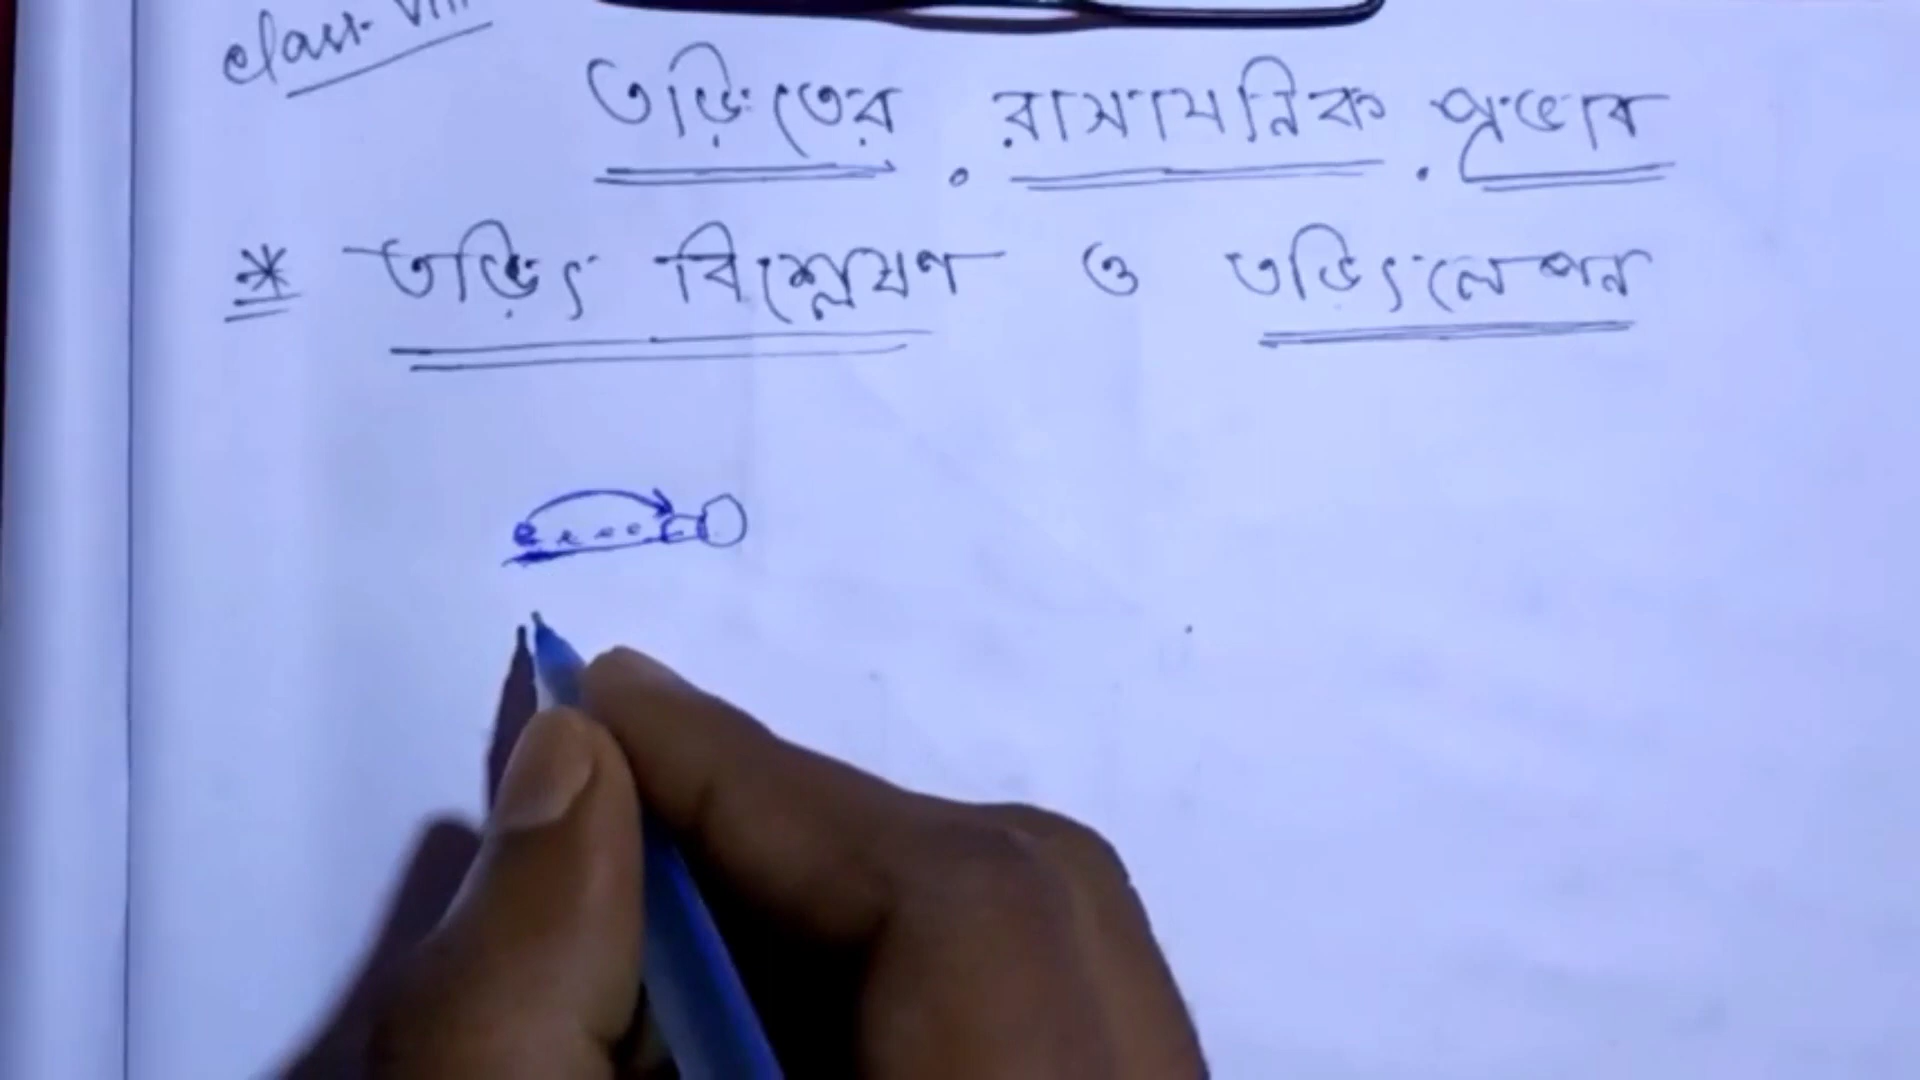 class- VIII
তড়িতের রাসায়নিক প্রভাব
* তড়িৎ বিশ্লেষণ ও তড়িৎলেপন